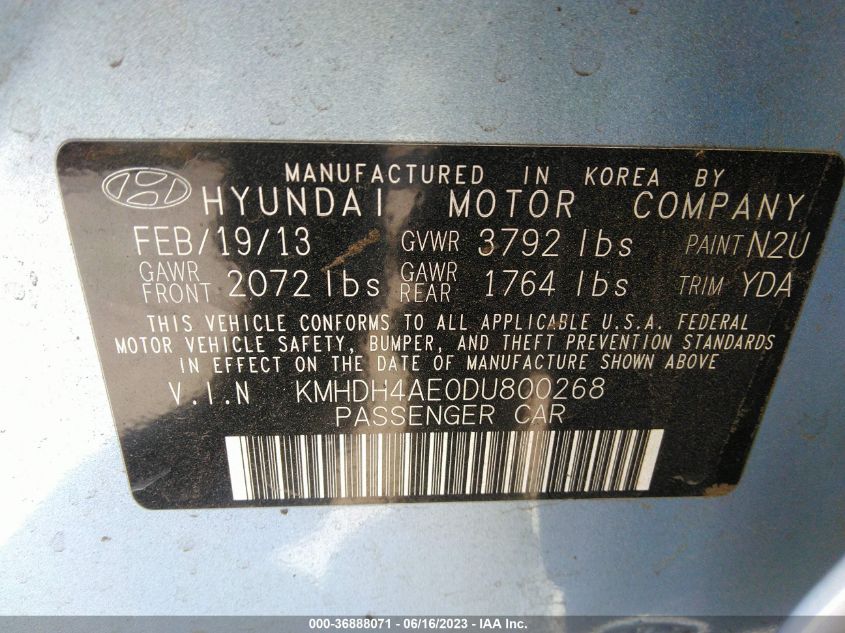 MANUFACTURED IN KOREA BY
HYUNDAI MOTOR COMPANY
FEB/19/13 GVWR 3792 lbs PAINT N2U
GAWR FRONT 2072 lbs GAWR REAR 1764 lbs TRIM YDA
THIS VEHICLE CONFORMS TO ALL APPLICABLE U.S.A. FEDERAL
MOTOR VEHICLE SAFETY, BUMPER, AND THEFT PREVENTION STANDARDS
IN EFFECT ON THE DATE OF MANUFACTURE SHOWN ABOVE
V.I.N KMHDH4AE0DU800268
PASSENGER CAR
000-36888071 - 06/16/2023 - IAA Inc.